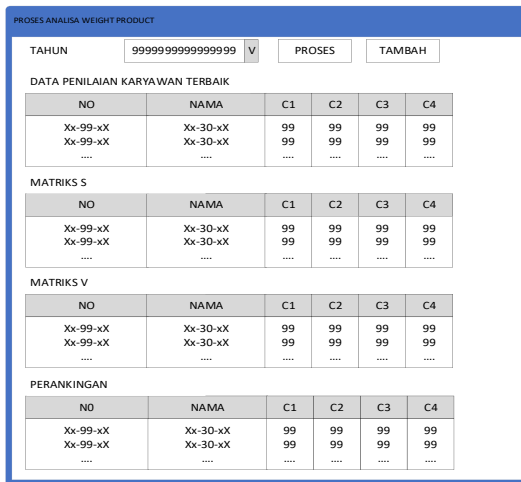 PROSES ANALISA WEIGHT PRODUCT
TAHUN 9999999999999999 V PROSES TAMBAH
DATA PENILAIAN KARYAWAN TERBAIK
NO NAMA C1 C2 C3 C4
Xx-99-xX Xx-30-xX 99 99 99 99
Xx-99-xX Xx-30-xX 99 99 99 99
.... .... .... .... .... ....
MATRIKS S
NO NAMA C1 C2 C3 C4
Xx-99-xX Xx-30-xX 99 99 99 99
Xx-99-xX Xx-30-xX 99 99 99 99
.... .... .... .... .... ....
MATRIKS V
NO NAMA C1 C2 C3 C4
Xx-99-xX Xx-30-xX 99 99 99 99
Xx-99-xX Xx-30-xX 99 99 99 99
.... .... .... .... .... ....
PERANKINGAN
N0 NAMA C1 C2 C3 C4
Xx-99-xX Xx-30-xX 99 99 99 99
Xx-99-xX Xx-30-xX 99 99 99 99
.... .... .... .... .... ....